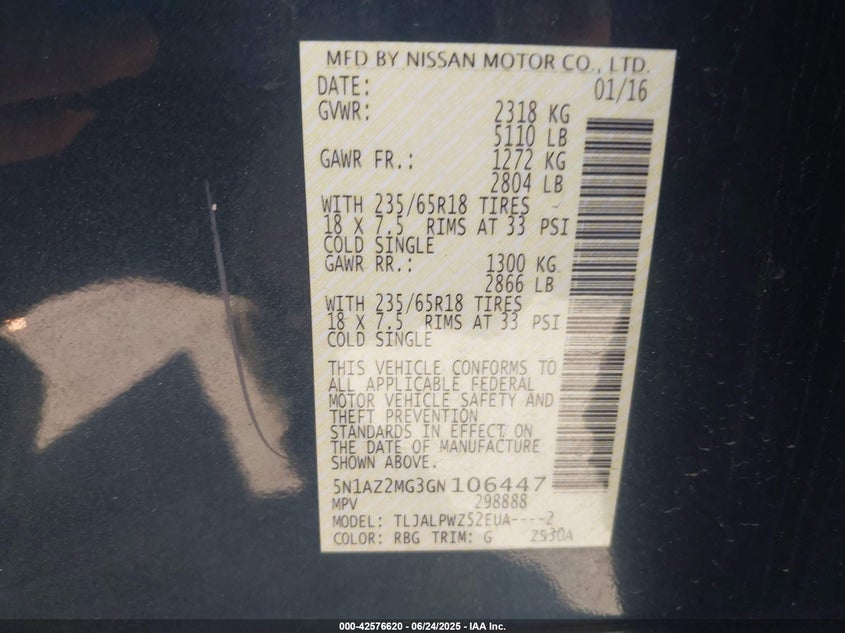 MFD BY NISSAN MOTOR CO., LTD.
DATE: 01/16
GVWR: 2318 KG
5110 LB
GAWR FR.: 1272 KG
2804 LB
WITH 235/65R18 TIRES
18 X 7.5 RIMS AT 33 PSI
COLD SINGLE
GAWR RR.: 1300 KG
2866 LB
WITH 235/65R18 TIRES
18 X 7.5 RIMS AT 33 PSI
COLD SINGLE
THIS VEHICLE CONFORMS TO
ALL APPLICABLE FEDERAL
MOTOR VEHICLE SAFETY AND
THEFT PREVENTION
STANDARDS IN EFFECT ON
THE DATE OF MANUFACTURE
SHOWN ABOVE.
5N1AZ2MG3GN106447
MPV 298888
MODEL: TLJALPWZ52EUA----2
COLOR: RBG TRIM: G Z530A
000-42576620 - 06/24/2025 - IAA Inc.